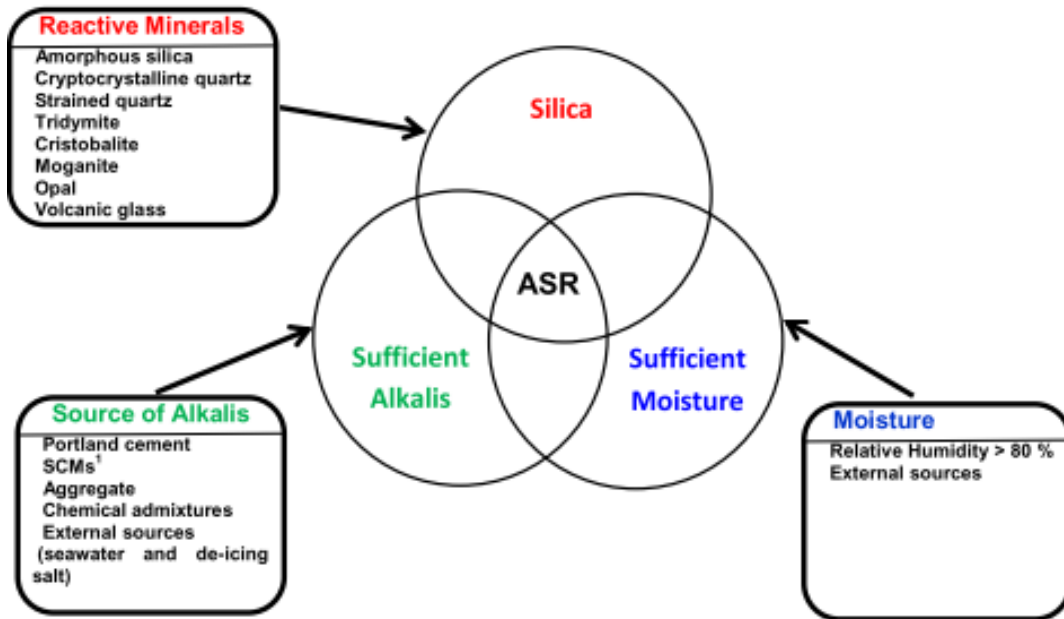 Reactive Minerals
Amorphous silica
Cryptocrystalline quartz
Strained quartz
Tridymite
Cristobalite
Moganite
Opal
Volcanic glass
Silica
ASR
Sufficient
Alkalis
Sufficient
Moisture
Source of Alkalis
Portland cement
SCMs¹
Aggregate
Chemical admixtures
External sources
(seawater and de-icing
salt)
Moisture
Relative Humidity > 80 %
External sources